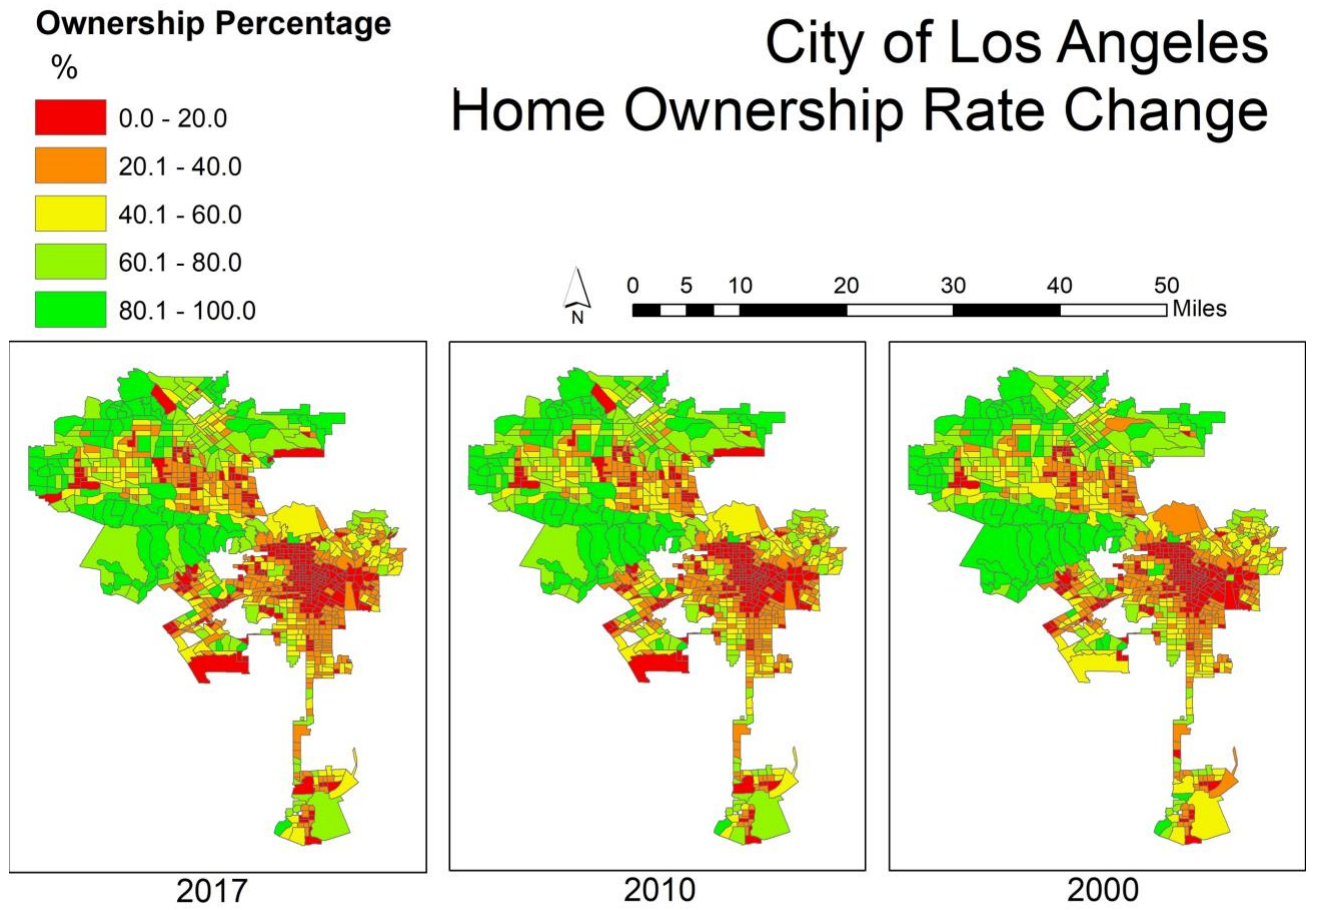 Ownership Percentage
%
0.0 - 20.0
20.1 - 40.0
40.1 - 60.0
60.1 - 80.0
80.1 - 100.0
City of Los Angeles
Home Ownership Rate Change
N
0 5 10 20 30 40 50
Miles
2017
2010
2000